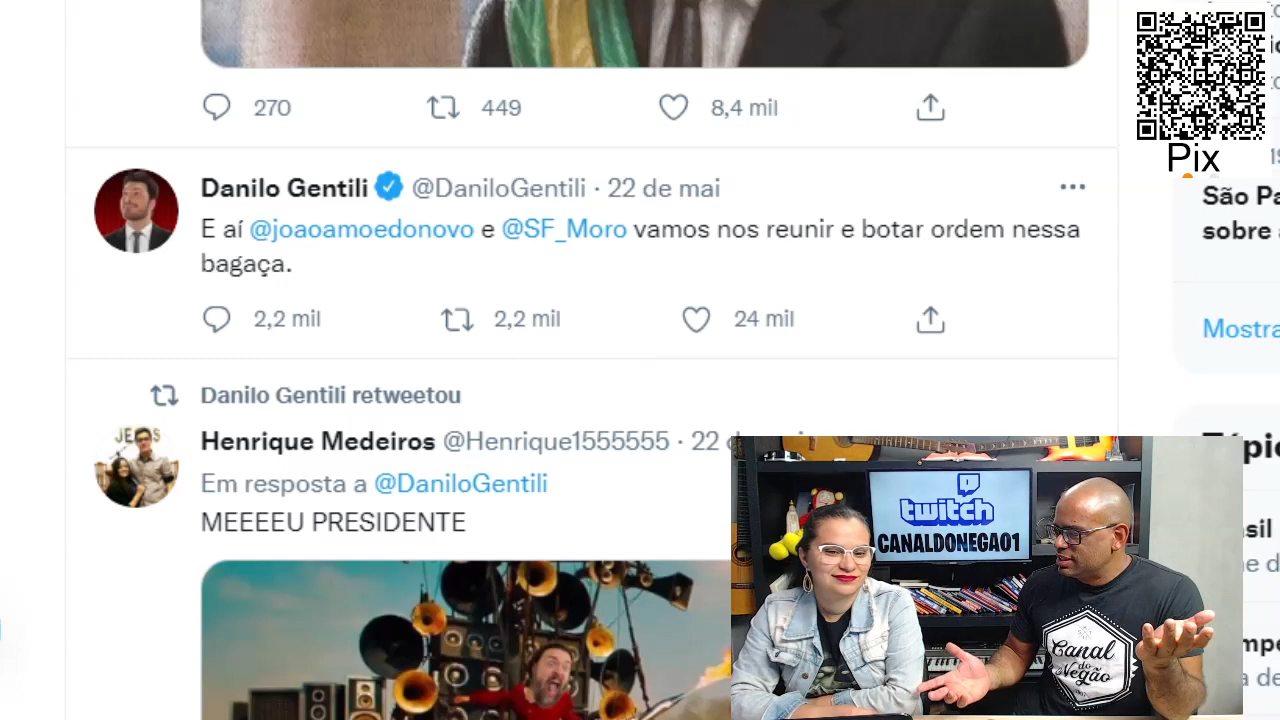 270
449
8,4 mil
Pix
Danilo Gentili @DaniloGentili · 22 de mai
E aí @joaoamoedonovo e @SF_Moro vamos nos reunir e botar ordem nessa
bagaça.
2,2 mil
2,2 mil
24 mil
São Pa
sobre
Mostra
Danilo Gentili retweetou
Henrique Medeiros @Henrique1555555 · 22
Em resposta a @DaniloGentili
MEEEEU PRESIDENTE
twitch
CANALDONEGAO1
Canal
do
Negão